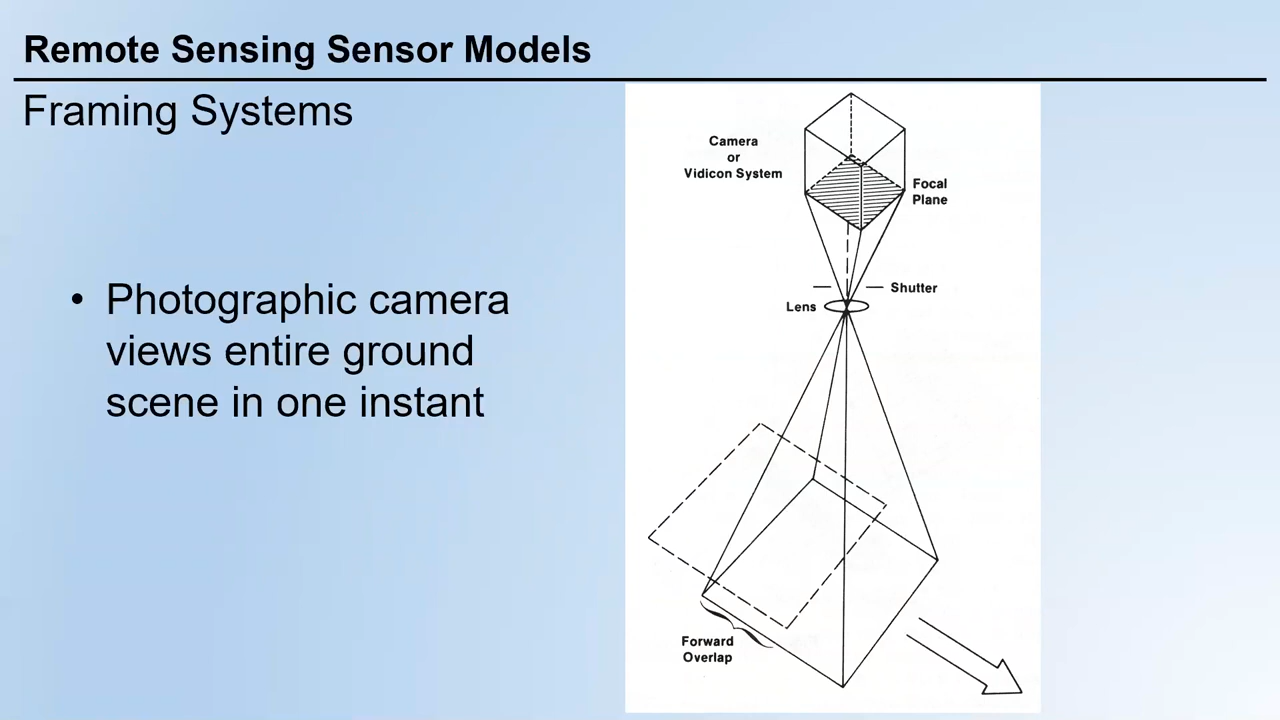 Remote Sensing Sensor Models
Framing Systems
• Photographic camera
views entire ground
scene in one instant
Camera
or
Vidicon System
Focal
Plane
Shutter
Lens
Forward
Overlap